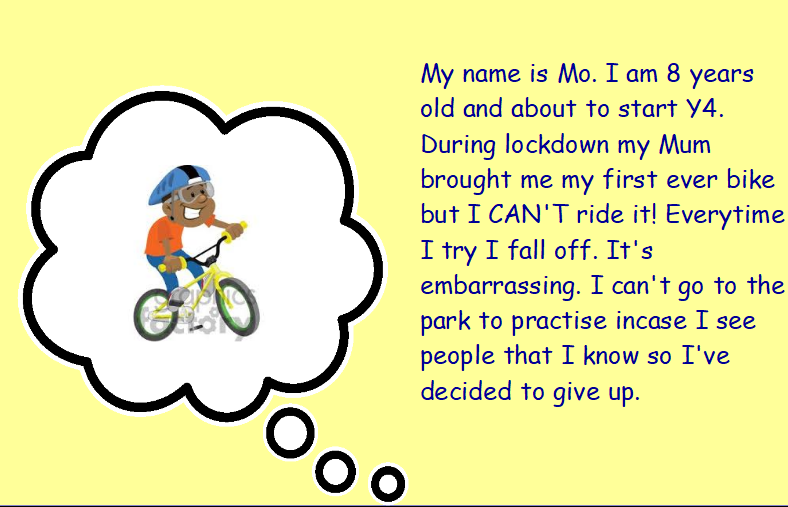 My name is Mo. I am 8 years
old and about to start Y4.
During lockdown my Mum
brought me my first ever bike
but I CAN'T ride it! Everytime
I try I fall off. It's
embarrassing. I can't go to the
park to practise incase I see
people that I know so I've
decided to give up.
graphics
factory